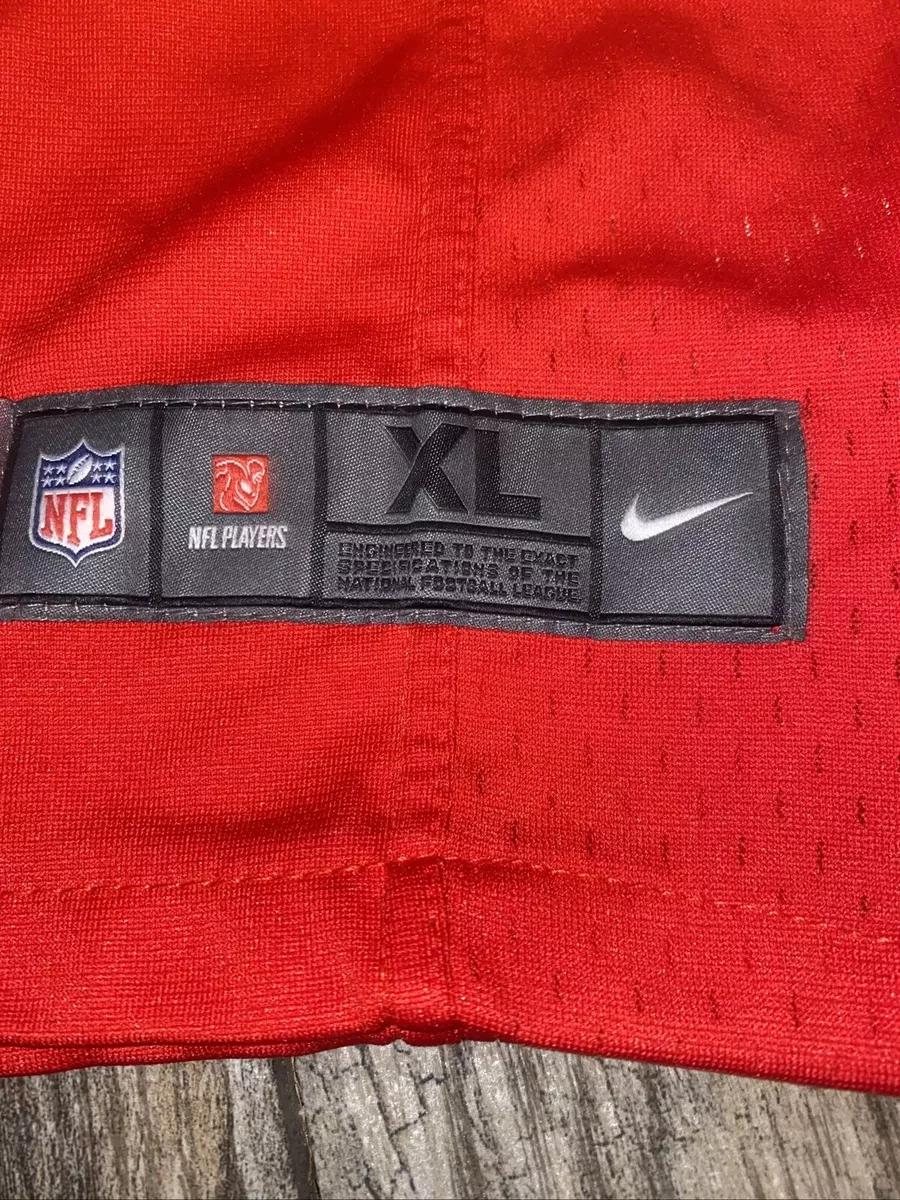 NFL
NFL PLAYERS
XL
ENGINEERED TO THE EXACT
SPECIFICATIONS OF THE
NATIONAL FOOTBALL LEAGUE